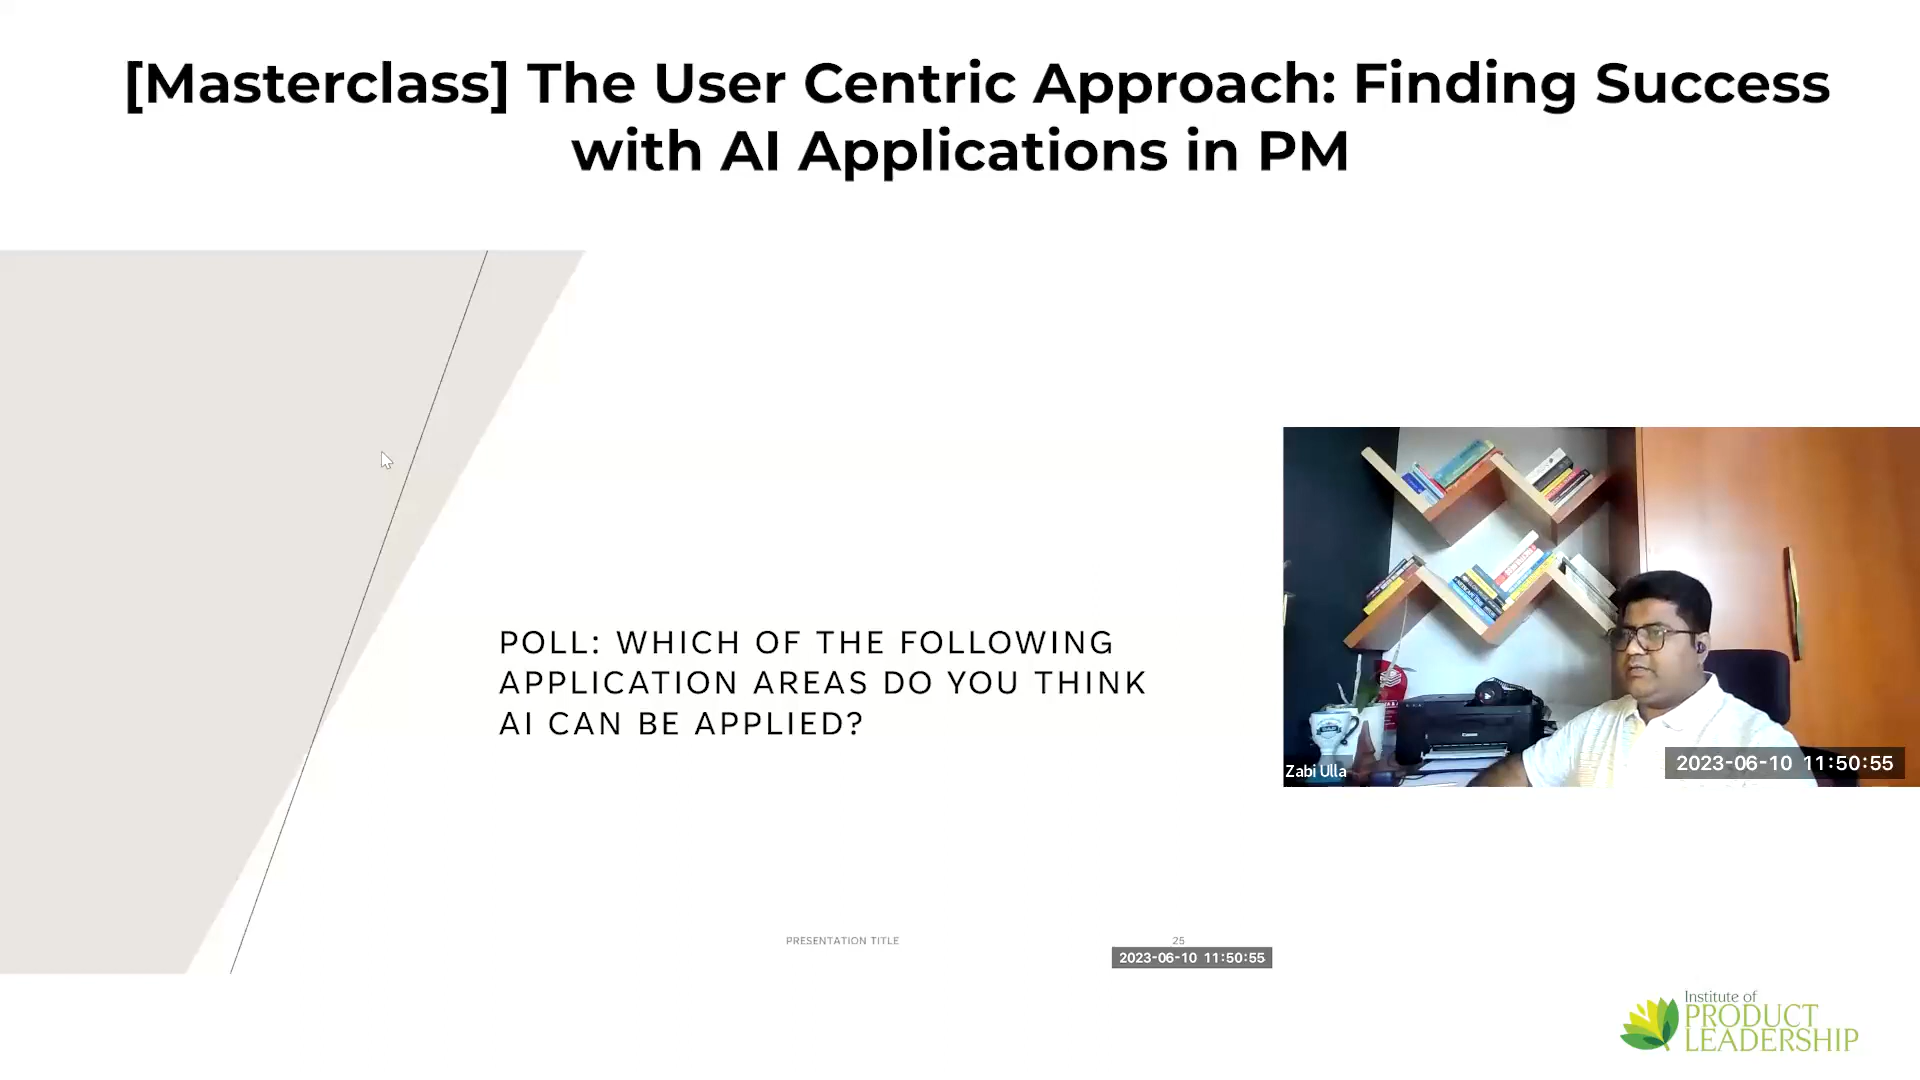 [Masterclass] The User Centric Approach: Finding Success
with AI Applications in PM
POLL: WHICH OF THE FOLLOWING
APPLICATION AREAS DO YOU THINK
AI CAN BE APPLIED?
Zabi Ulla
2023-06-10 11:50:55
PRESENTATION TITLE
25
2023-06-10 11:50:55
Institute of
PRODUCT
LEADERSHIP